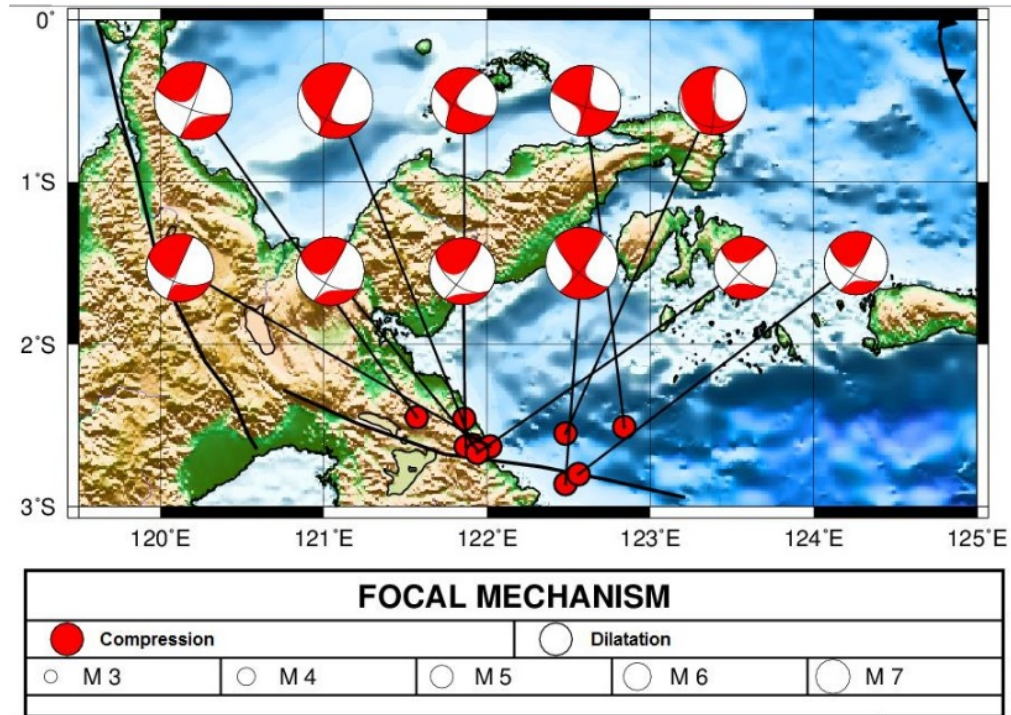 0°
1°S
2°S
3°S
120°E 121°E 122°E 123°E 124°E 125°E
FOCAL MECHANISM
Compression Dilatation
M 3 M 4 M 5 M 6 M 7